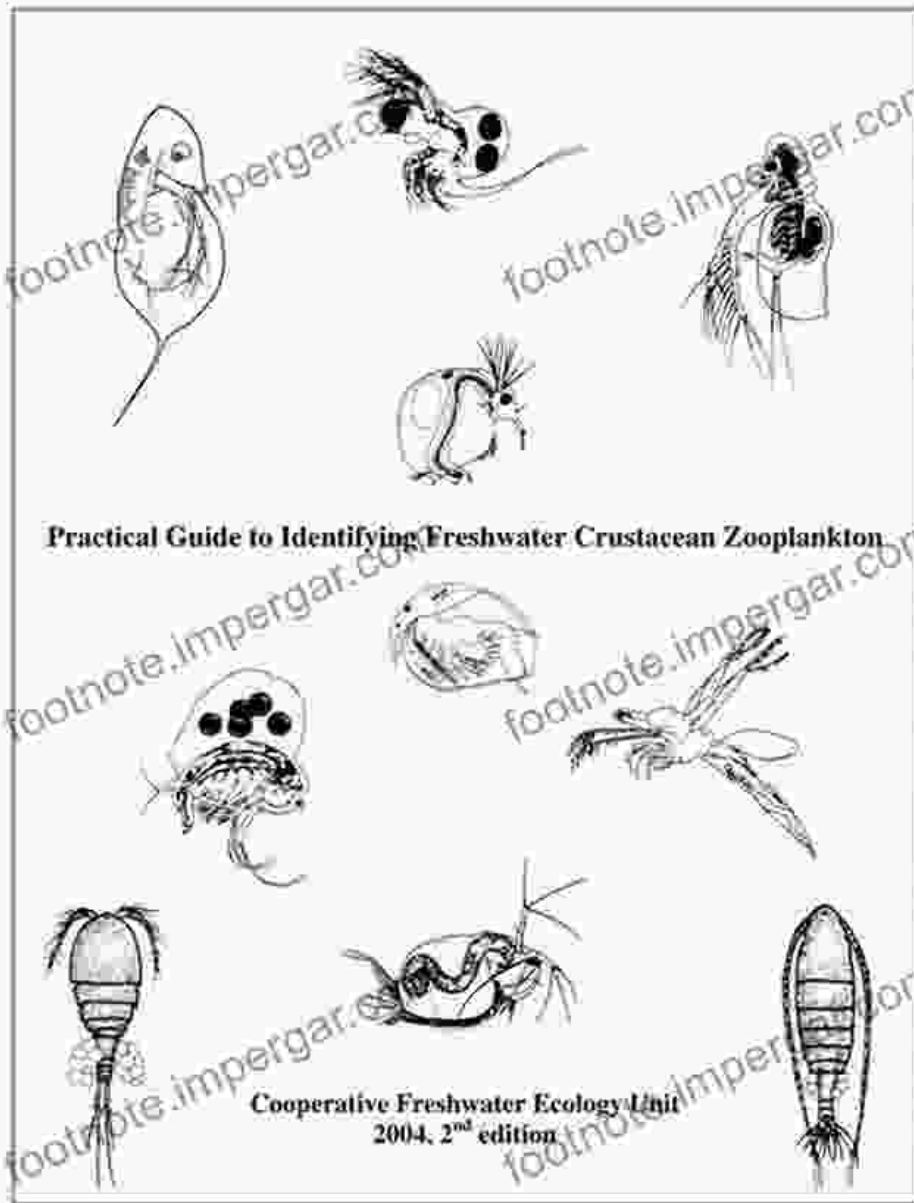 footnote.impergar.com
footnote.impergar.com
Practical Guide to Identifying Freshwater Crustacean Zooplankton
footnote.impergar.com
footnote.impergar.com
Cooperative Freshwater Ecology Unit
2004, 2nd edition
footnote.impergar.com
footnote.impergar.com